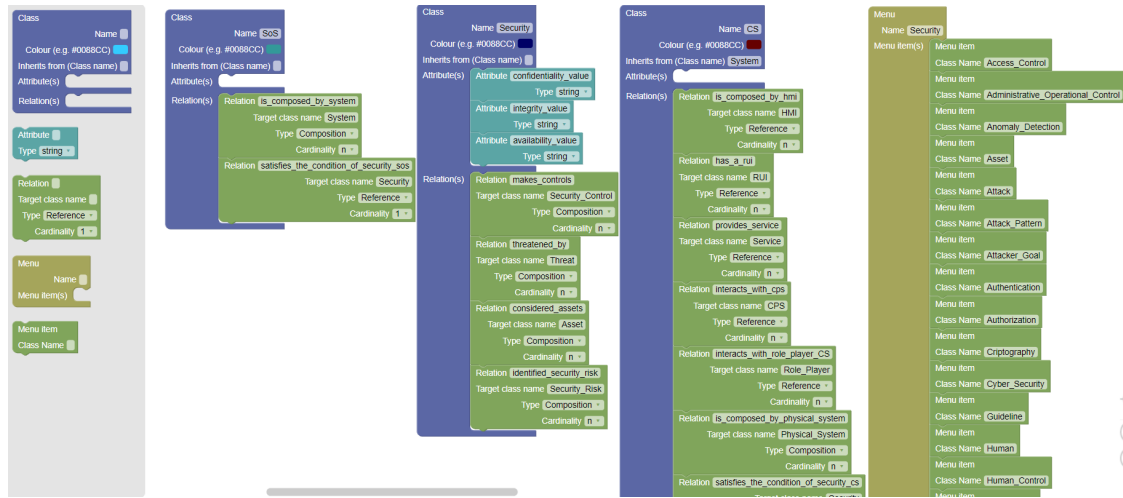 Class
Name
Colour (e.g. #0088CC)
Inherits from (Class name)
Attribute(s)
Relation(s)
Attribute
Type string
Relation
Target class name
Type Reference
Cardinality 1
Menu
Name
Menu item(s)
Menu item
Class Name
Class
Name SoS
Colour (e.g. #0088CC)
Inherits from (Class name)
Attribute(s)
Relation(s)
Relation is_composed_by_system
Target class name System
Type Composition
Cardinality n
Relation satisfies_the_condition_of_security_sos
Target class name Security
Type Reference
Cardinality 1
Class
Name Security
Colour (e.g. #0088CC)
Inherits from (Class name)
Attribute(s)
Attribute confidentiality_value
Type string
Attribute integrity_value
Type string
Attribute availability_value
Type string
Relation(s)
Relation makes_controls
Target class name Security_Control
Type Composition
Cardinality n
Relation threatened_by
Target class name Threat
Type Composition
Cardinality n
Relation considered_assets
Target class name Asset
Type Composition
Cardinality n
Relation identified_security_risk
Target class name Security_Risk
Type Composition
Cardinality n
Class
Name CS
Colour (e.g. #0088CC)
Inherits from (Class name) System
Attribute(s)
Relation(s)
Relation is_composed_by_hmi
Target class name HMI
Type Reference
Cardinality n
Relation has_a_rui
Target class name RUI
Type Reference
Cardinality n
Relation provides_service
Target class name Service
Type Reference
Cardinality n
Relation interacts_with_cps
Target class name CPS
Type Reference
Cardinality n
Relation interacts_with_role_player_CS
Target class name Role_Player
Type Reference
Cardinality n
Relation is_composed_by_physical_system
Target class name Physical_System
Type Composition
Cardinality n
Relation satisfies_the_condition_of_security_cs
Target class name Security
Menu
Name Security
Menu item(s)
Menu item
Class Name Access_Control
Menu item
Class Name Administrative_Operational_Control
Menu item
Class Name Anomaly_Detection
Menu item
Class Name Asset
Menu item
Class Name Attack
Menu item
Class Name Attack_Pattern
Menu item
Class Name Attacker_Goal
Menu item
Class Name Authentication
Menu item
Class Name Authorization
Menu item
Class Name Criptography
Menu item
Class Name Cyber_Security
Menu item
Class Name Guideline
Menu item
Class Name Human
Menu item
Class Name Human_Control
Menu item